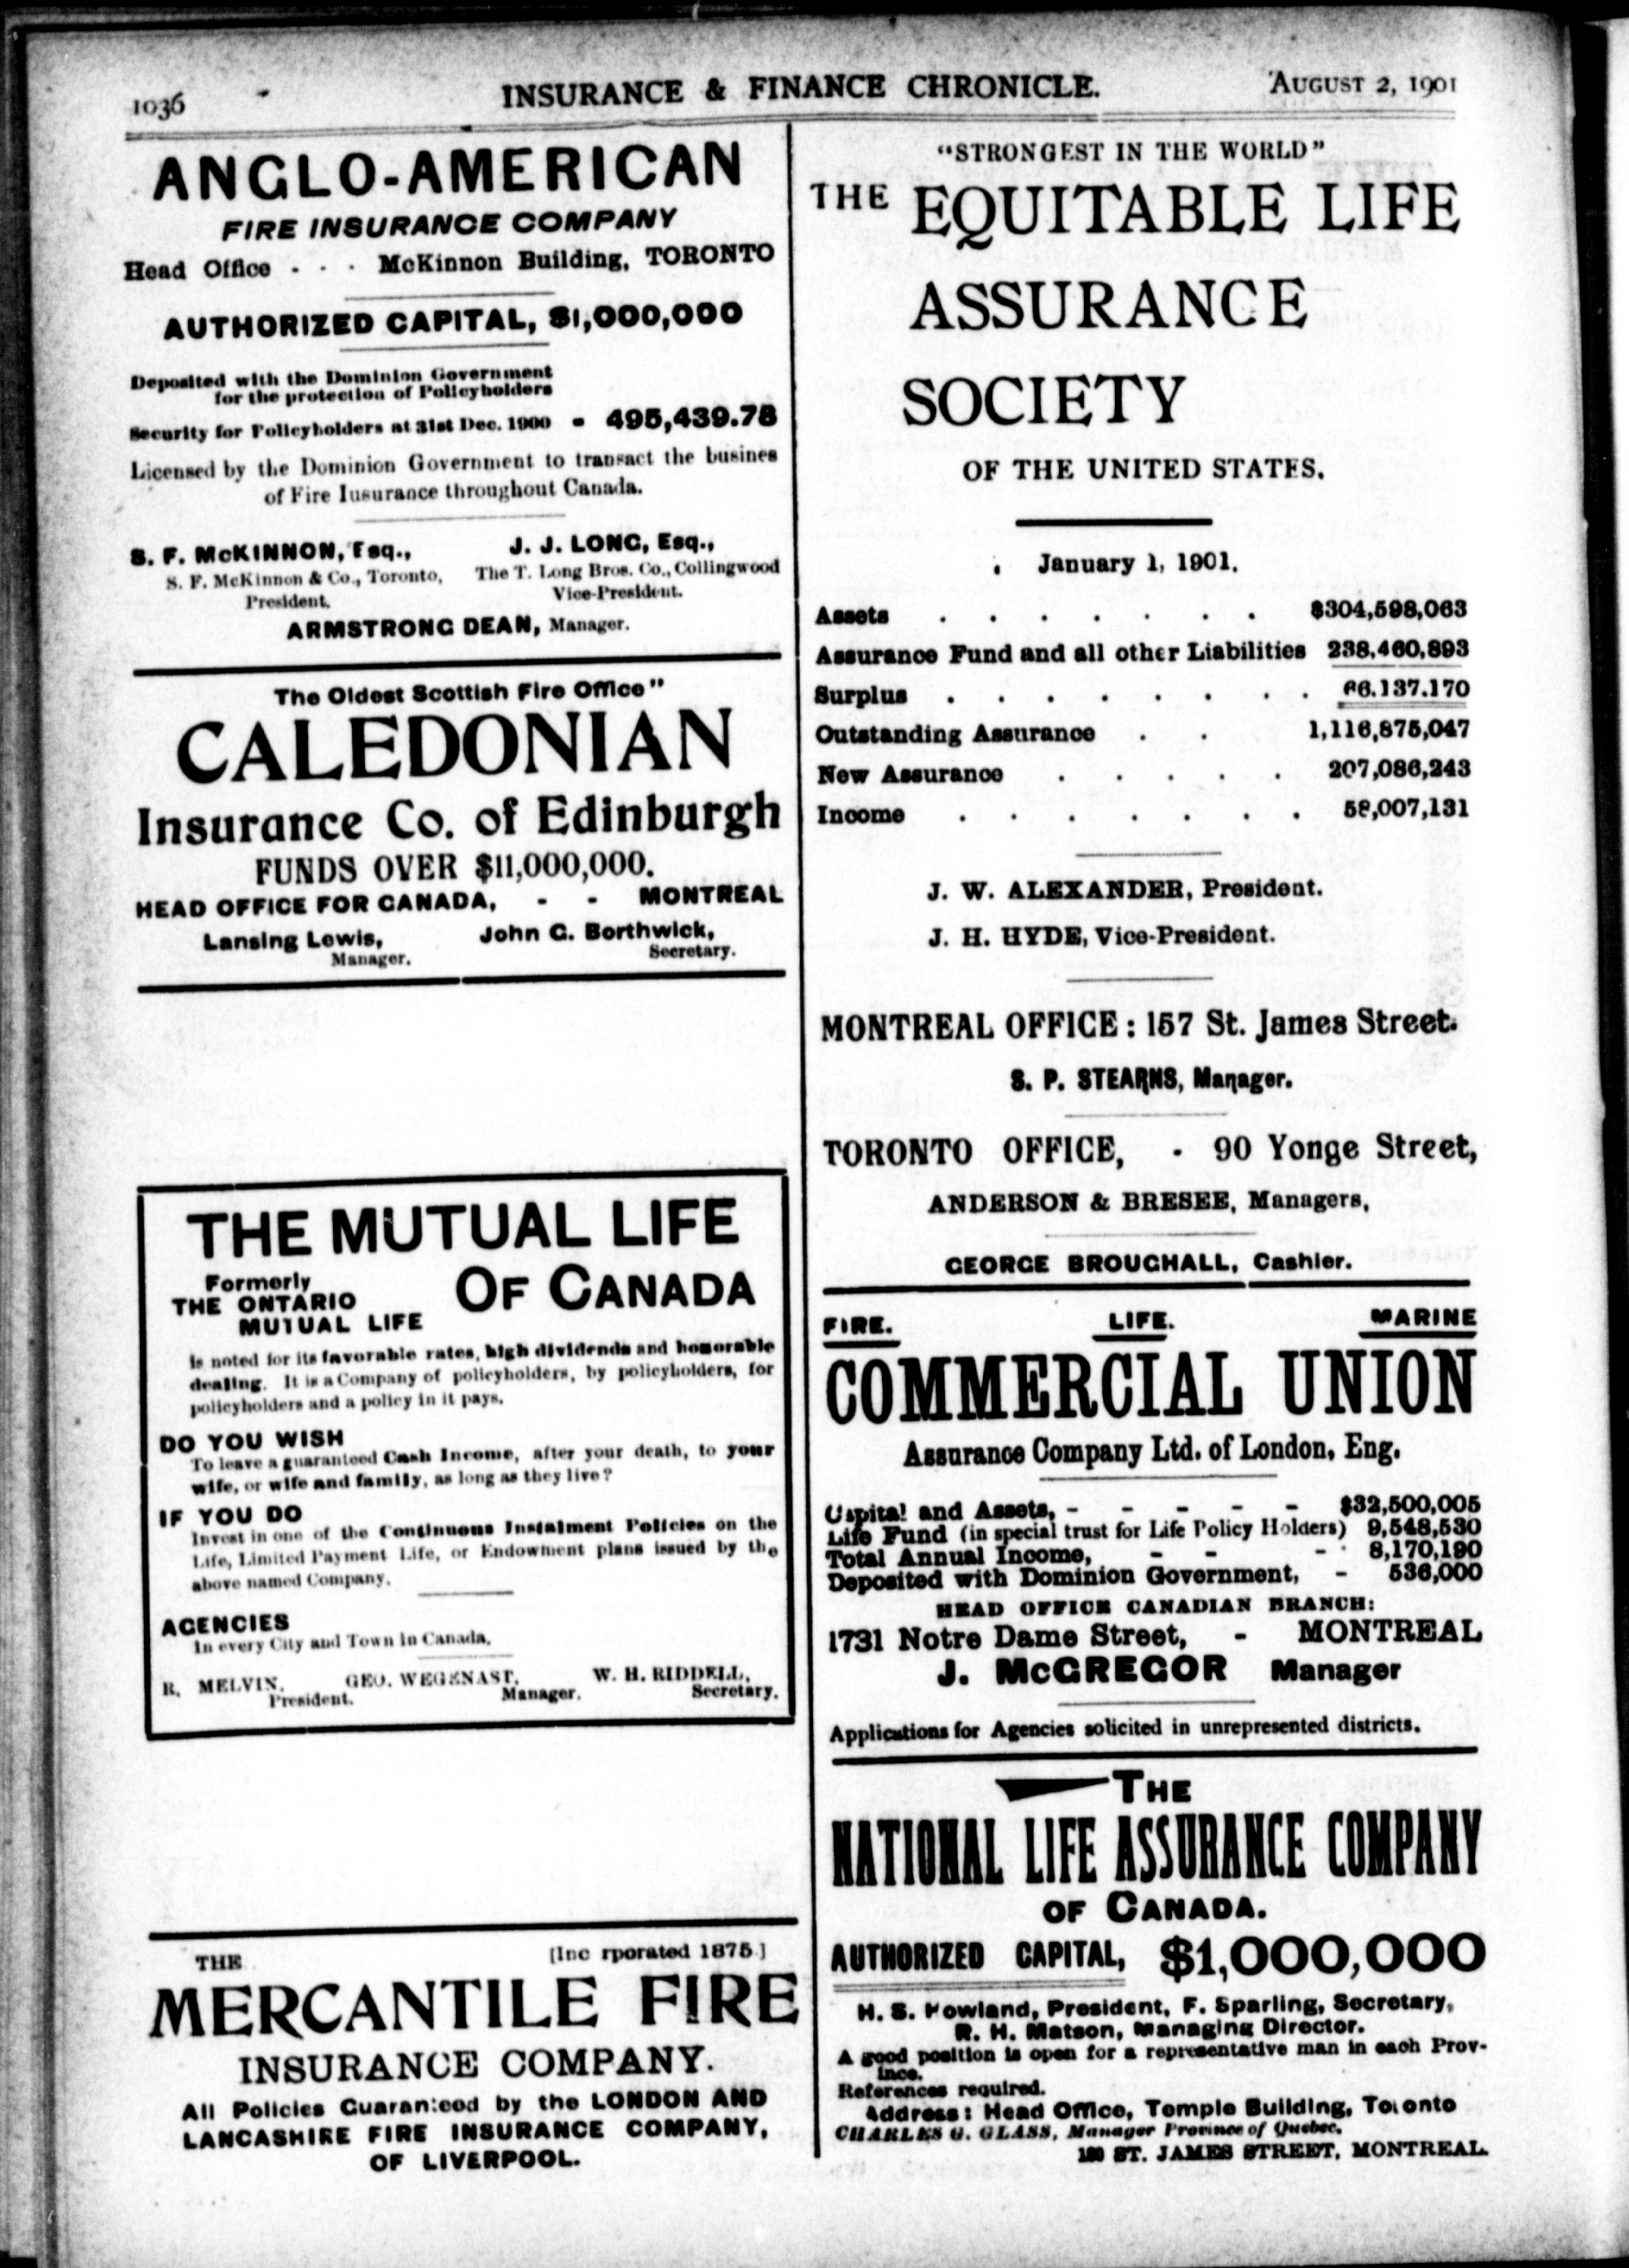 1036
INSURANCE & FINANCE CHRONICLE.
AUGUST 2, 1901
ANGLO-AMERICAN
FIRE INSURANCE COMPANY
Head Office - - - McKinnon Building, TORONTO
AUTHORIZED CAPITAL, $1,000,000
Deposited with the Dominion Government
for the protection of Policyholders
Security for Policyholders at 31st Dec. 1900 - 495,439.78
Licensed by the Dominion Government to transact the busines
of Fire Insurance throughout Canada.
S. F. McKINNON, Esq., J. J. LONG, Esq.,
S. F. McKinnon & Co., Toronto, The T. Long Bros. Co., Collingwood
President. Vice-President.
ARMSTRONG DEAN, Manager.
The Oldest Scottish Fire Office"
CALEDONIAN
Insurance Co. of Edinburgh
FUNDS OVER $11,000,000.
HEAD OFFICE FOR CANADA, - - MONTREAL
Lansing Lewis, John G. Borthwick,
Manager. Secretary.
THE MUTUAL LIFE
OF CANADA
Formerly
THE ONTARIO
MUTUAL LIFE
Is noted for its favorable rates, high dividends and honorable
dealing. It is a Company of policyholders, by policyholders, for
policyholders and a policy in it pays.
DO YOU WISH
To leave a guaranteed Cash Income, after your death, to your
wife, or wife and family, as long as they live?
IF YOU DO
Invest in one of the Continuous Instalment Policies on the
Life, Limited Payment Life, or Endowment plans issued by the
above named Company.
AGENCIES
In every City and Town in Canada.
R. MELVIN, GEO. WEGENAST, W. H. RIDDELL,
President. Manager. Secretary.
THE [Inc rporated 1875]
MERCANTILE FIRE
INSURANCE COMPANY.
All Policies Guaranteed by the LONDON AND
LANCASHIRE FIRE INSURANCE COMPANY,
OF LIVERPOOL.
"STRONGEST IN THE WORLD"
THE EQUITABLE LIFE
ASSURANCE
SOCIETY
OF THE UNITED STATES.
January 1, 1901.
Assets . . . . . . . $304,598,063
Assurance Fund and all other Liabilities 238,460,893
Surplus . . . . . . . . 66.137.170
Outstanding Assurance . . 1,116,875,047
New Assurance . . . . . 207,086,243
Income . . . . . . . 58,007,131
J. W. ALEXANDER, President.
J. H. HYDE, Vice-President.
MONTREAL OFFICE : 157 St. James Street.
S. P. STEARNS, Manager.
TORONTO OFFICE, - 90 Yonge Street,
ANDERSON & BRESEE, Managers,
GEORGE BROUGHALL, Cashier.
FIRE. LIFE. MARINE
COMMERCIAL UNION
Assurance Company Ltd. of London, Eng.
Capital and Assets, - - - - - $32,500,005
Life Fund (in special trust for Life Policy Holders) 9,548,530
Total Annual Income, - - - 8,170,190
Deposited with Dominion Government, - 536,000
HEAD OFFICE CANADIAN BRANCH:
1731 Notre Dame Street, - MONTREAL
J. McGREGOR Manager
Applications for Agencies solicited in unrepresented districts.
THE
NATIONAL LIFE ASSURANCE COMPANY
OF CANADA.
AUTHORIZED CAPITAL, $1,000,000
H. S. Howland, President, F. Sparling, Secretary,
R. H. Matson, Managing Director.
A good position is open for a representative man in each Prov-
ince.
References required.
Address: Head Office, Temple Building, Toronto
CHARLES G. GLASS, Manager Province of Quebec.
180 ST. JAMES STREET, MONTREAL.